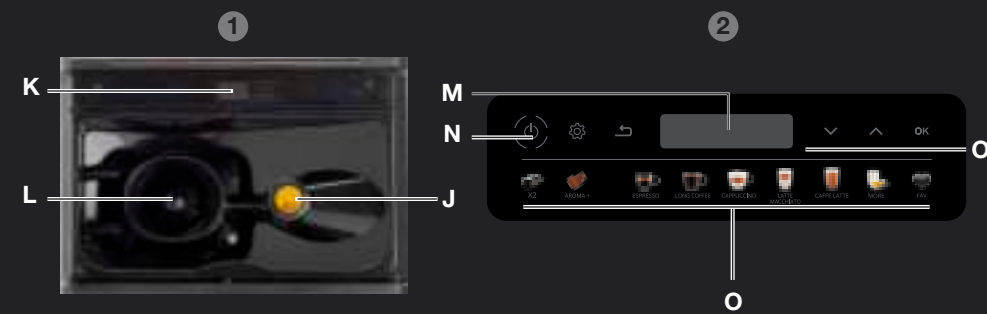 1
2
K
L
J
M
N
OK
O
X2
AROMA +
ESPRESSO
LONG COFFEE
CAPPUCCINO
LATTE
MACCHIATO
CAFFE LATTE
MORE
FAV.
O